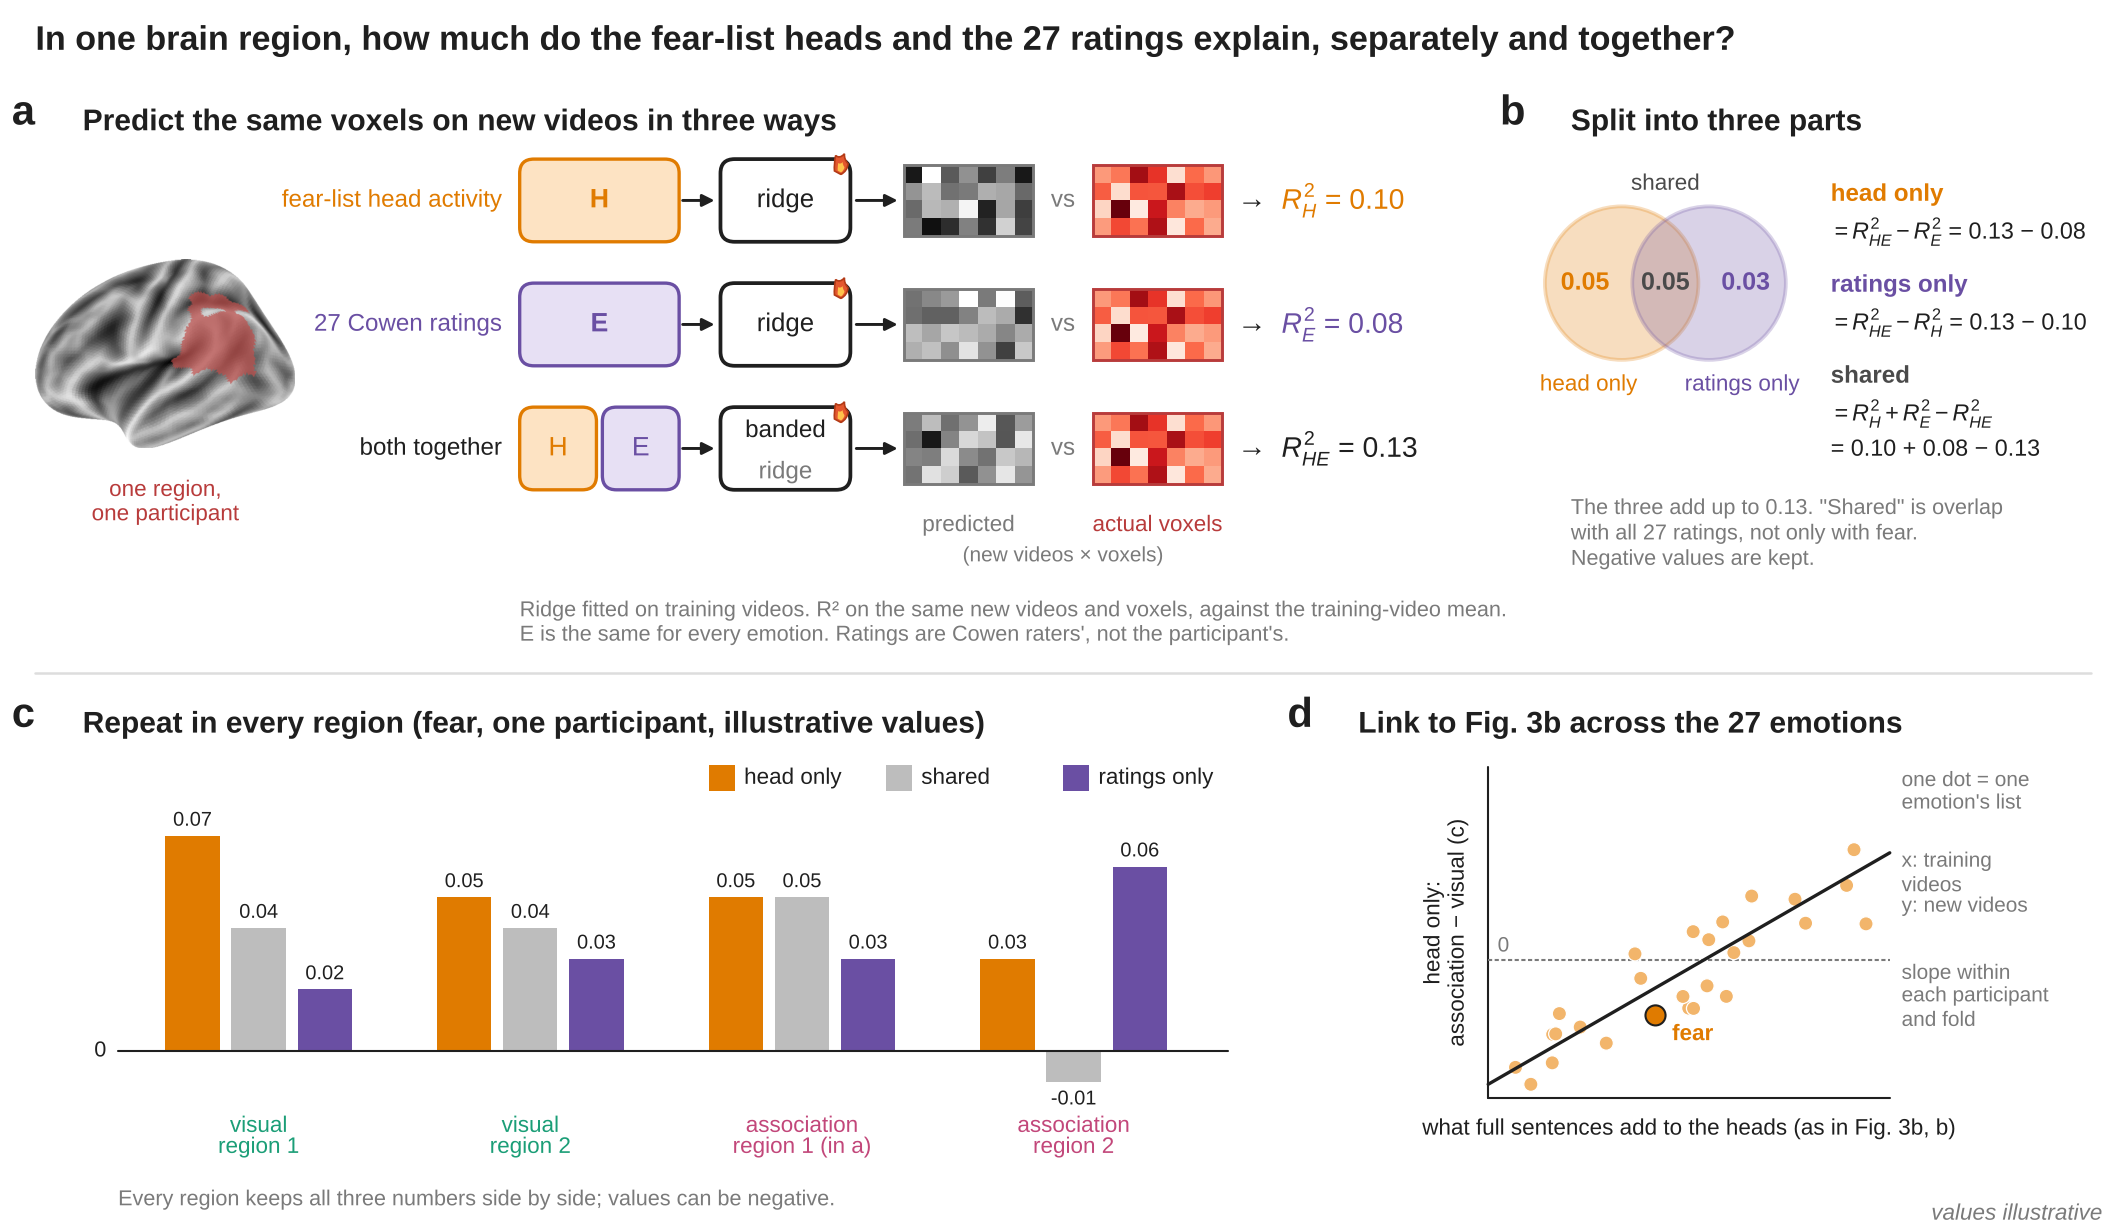 In one brain region, how much do the fear-list heads and the 27 ratings explain, separately and together?
a
Predict the same voxels on new videos in three ways
fear-list head activity
H
ridge
vs
→ R²_H = 0.10
27 Cowen ratings
E
ridge
vs
→ R²_E = 0.08
both together
H
E
banded
ridge
vs
→ R²_HE = 0.13
one region,
one participant
predicted
actual voxels
(new videos × voxels)
Ridge fitted on training videos. R² on the same new videos and voxels, against the training-video mean.
E is the same for every emotion. Ratings are Cowen raters', not the participant's.
b
Split into three parts
shared
0.05
0.05
0.03
head only
ratings only
head only
= R²_HE − R²_E = 0.13 − 0.08
ratings only
= R²_HE − R²_H = 0.13 − 0.10
shared
= R²_H + R²_E − R²_HE
= 0.10 + 0.08 − 0.13
The three add up to 0.13. "Shared" is overlap
with all 27 ratings, not only with fear.
Negative values are kept.
c
Repeat in every region (fear, one participant, illustrative values)
head only
shared
ratings only
0.07
0.04
0.02
0.05
0.04
0.03
0.05
0.05
0.03
0.03
-0.01
0.06
0
visual
region 1
visual
region 2
association
region 1 (in a)
association
region 2
Every region keeps all three numbers side by side; values can be negative.
d
Link to Fig. 3b across the 27 emotions
head only:
association − visual (c)
0
fear
one dot = one
emotion's list
x: training
videos
y: new videos
slope within
each participant
and fold
what full sentences add to the heads (as in Fig. 3b, b)
values illustrative